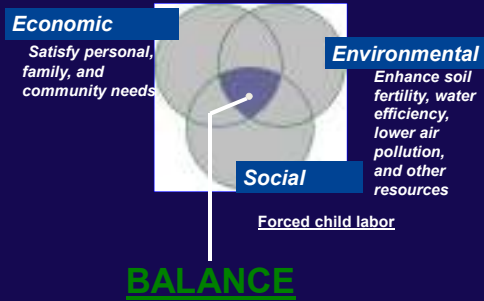 Economic
Satisfy personal,
family, and
community needs
Environmental
Enhance soil
fertility, water
efficiency,
lower air
pollution,
and other
resources
Social
Forced child labor
BALANCE